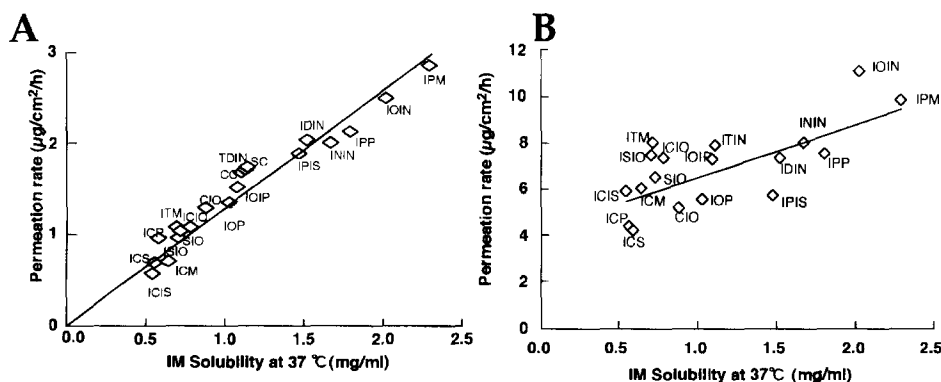 A
Permeation rate (µg/cm²/h)
3
2
1
0
IPM
IOIN
IDIN
IPP
ININ
IPIS
TDIN
SC
CO
IOIP
CIO
IOP
ITM
ICIO
ICP
SIO
ISIO
ICS
ICM
ICIS
0.0
0.5
1.0
1.5
2.0
2.5
IM Solubility at 37 ℃ (mg/ml)
B
Permeation rate (µg/cm²/h)
12
10
8
6
4
2
0
IOIN
IPM
ININ
ITM
ICIO
ITIN
ISIO
IOIP
IDIN
IPP
SIO
ICIS
ICM
IOP
IPIS
CIO
ICP
ICS
0.0
0.5
1.0
1.5
2.0
2.5
IM Solubility at 37℃ (mg/ml)